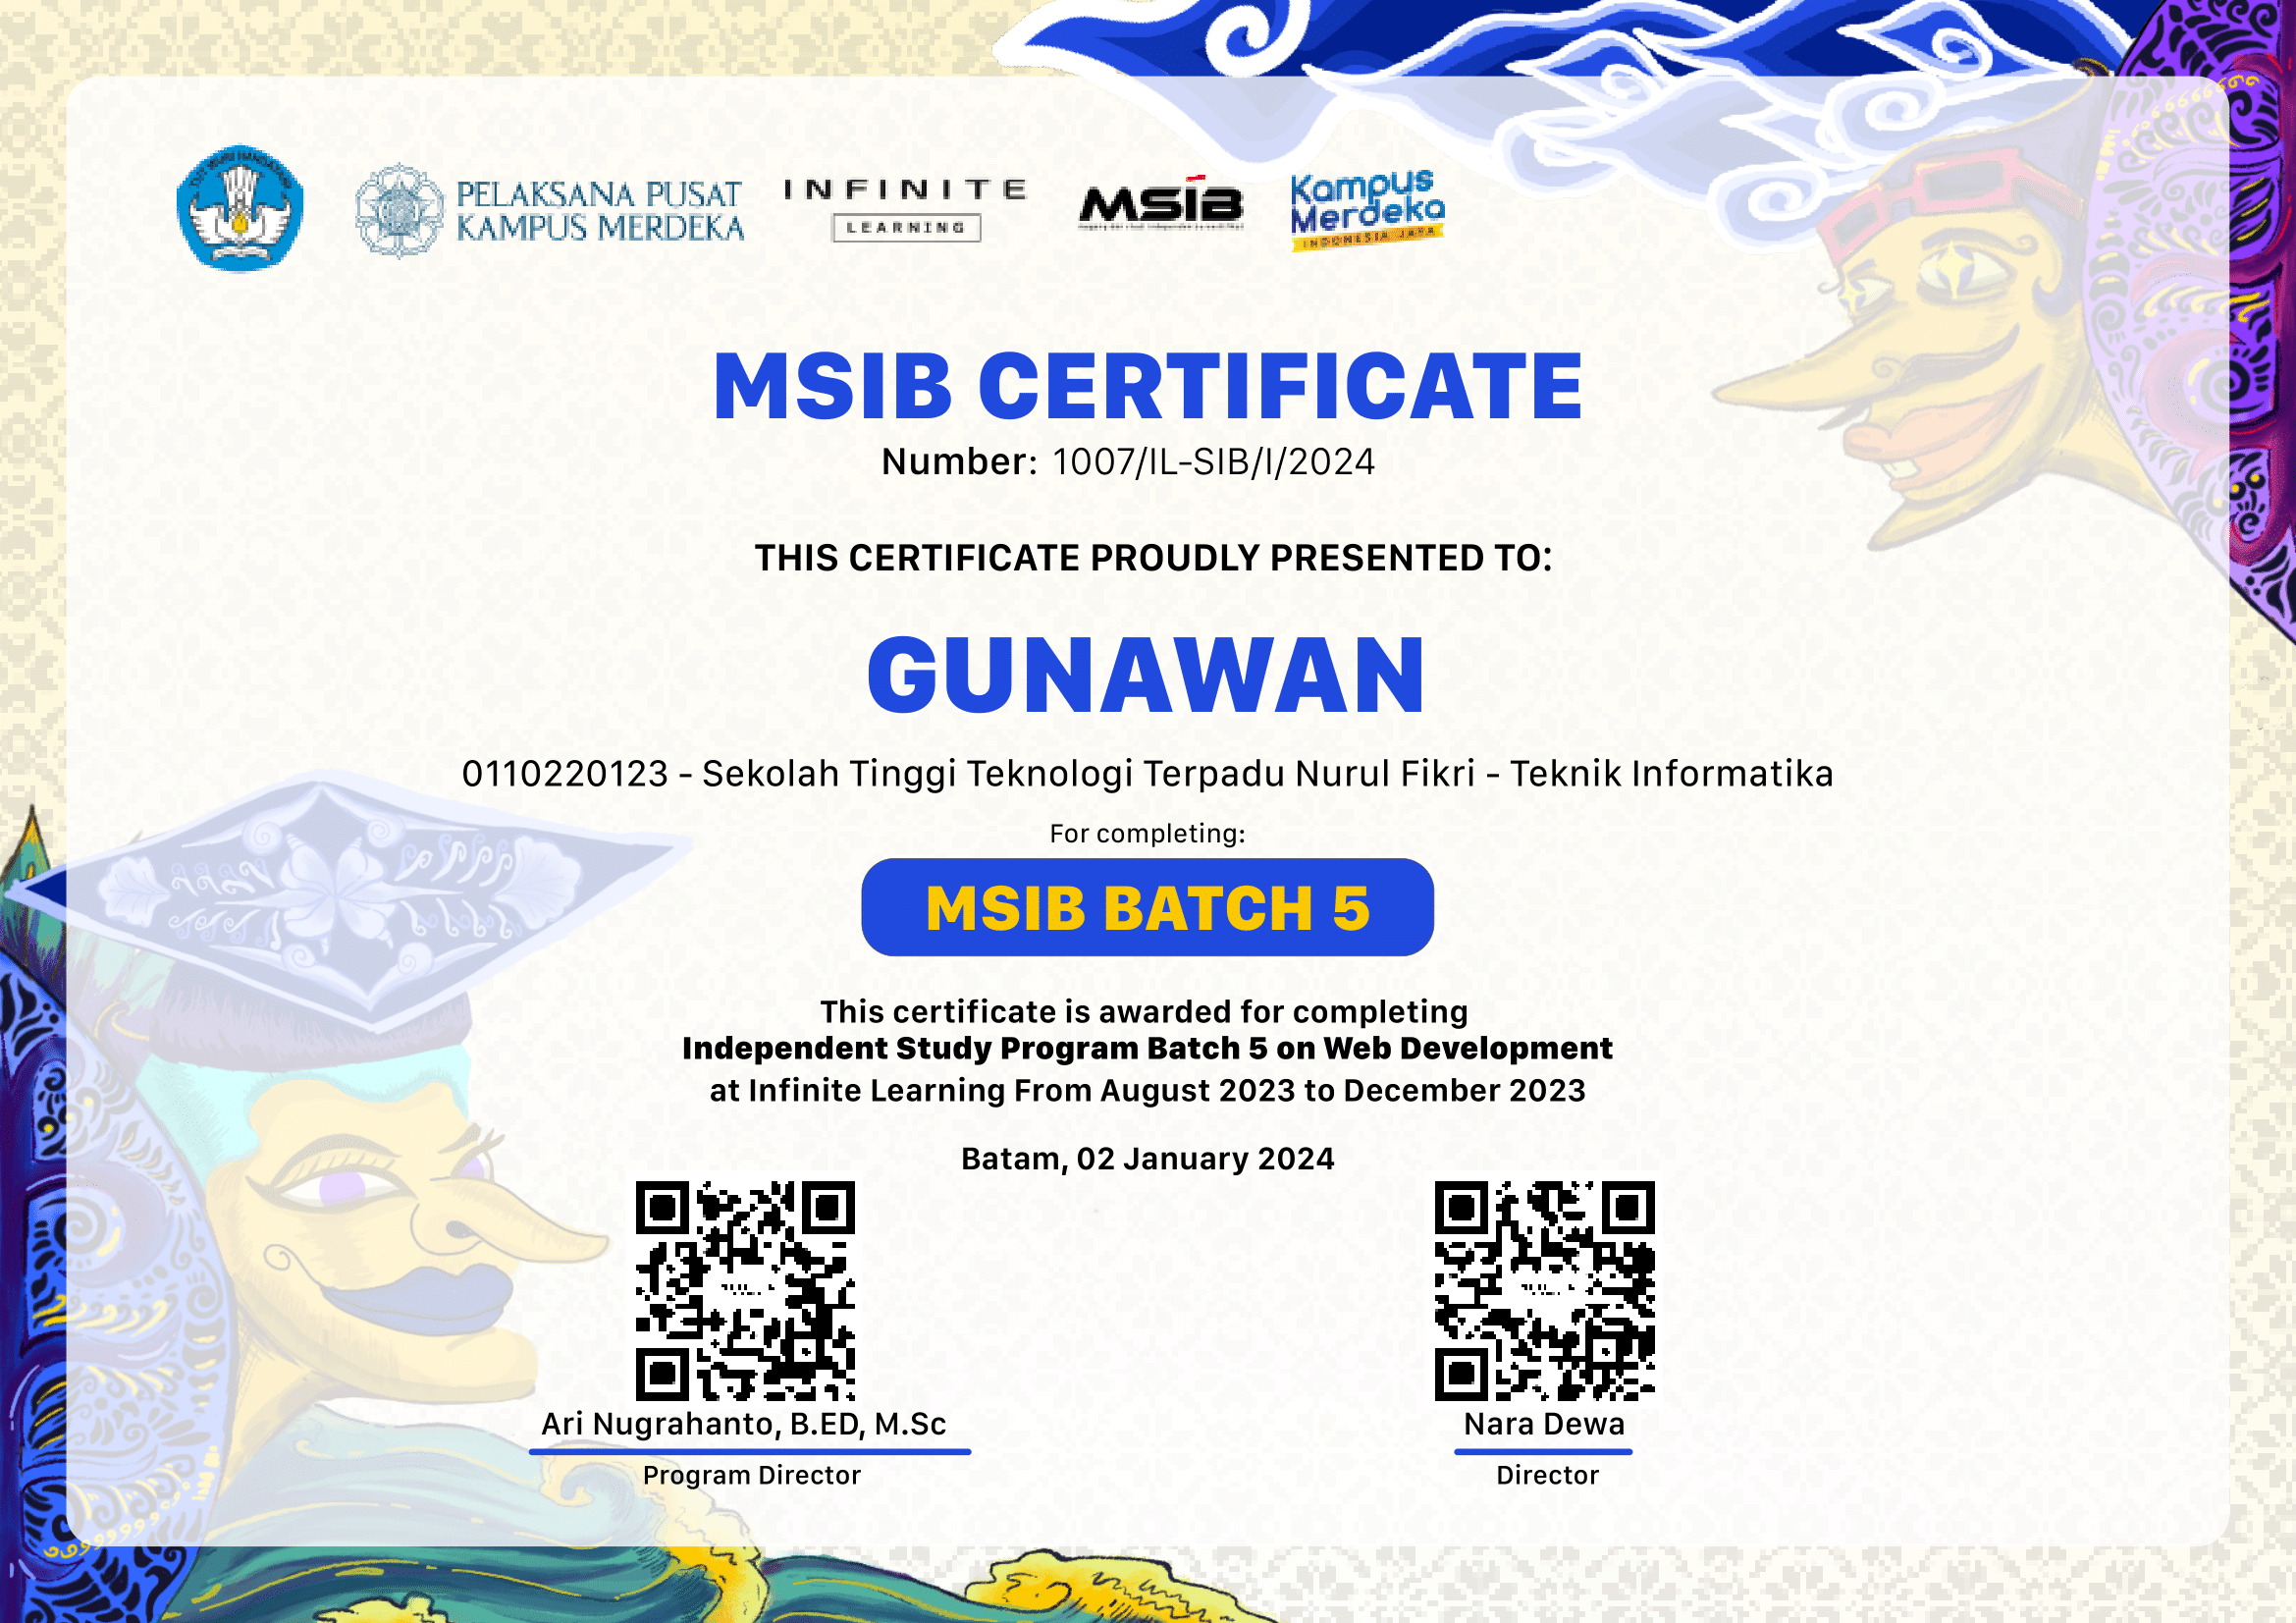 PELAKSANA PUSAT
KAMPUS MERDEKA
INFINITE
LEARNING
MSIB
Kampus
Merdeka
INDONESIA JAYA
MSIB CERTIFICATE
Number: 1007/IL-SIB/I/2024
THIS CERTIFICATE PROUDLY PRESENTED TO:
GUNAWAN
0110220123 - Sekolah Tinggi Teknologi Terpadu Nurul Fikri - Teknik Informatika
For completing:
MSIB BATCH 5
This certificate is awarded for completing
Independent Study Program Batch 5 on Web Development
at Infinite Learning From August 2023 to December 2023
Batam, 02 January 2024
Ari Nugrahanto, B.ED, M.Sc
Program Director
Nara Dewa
Director